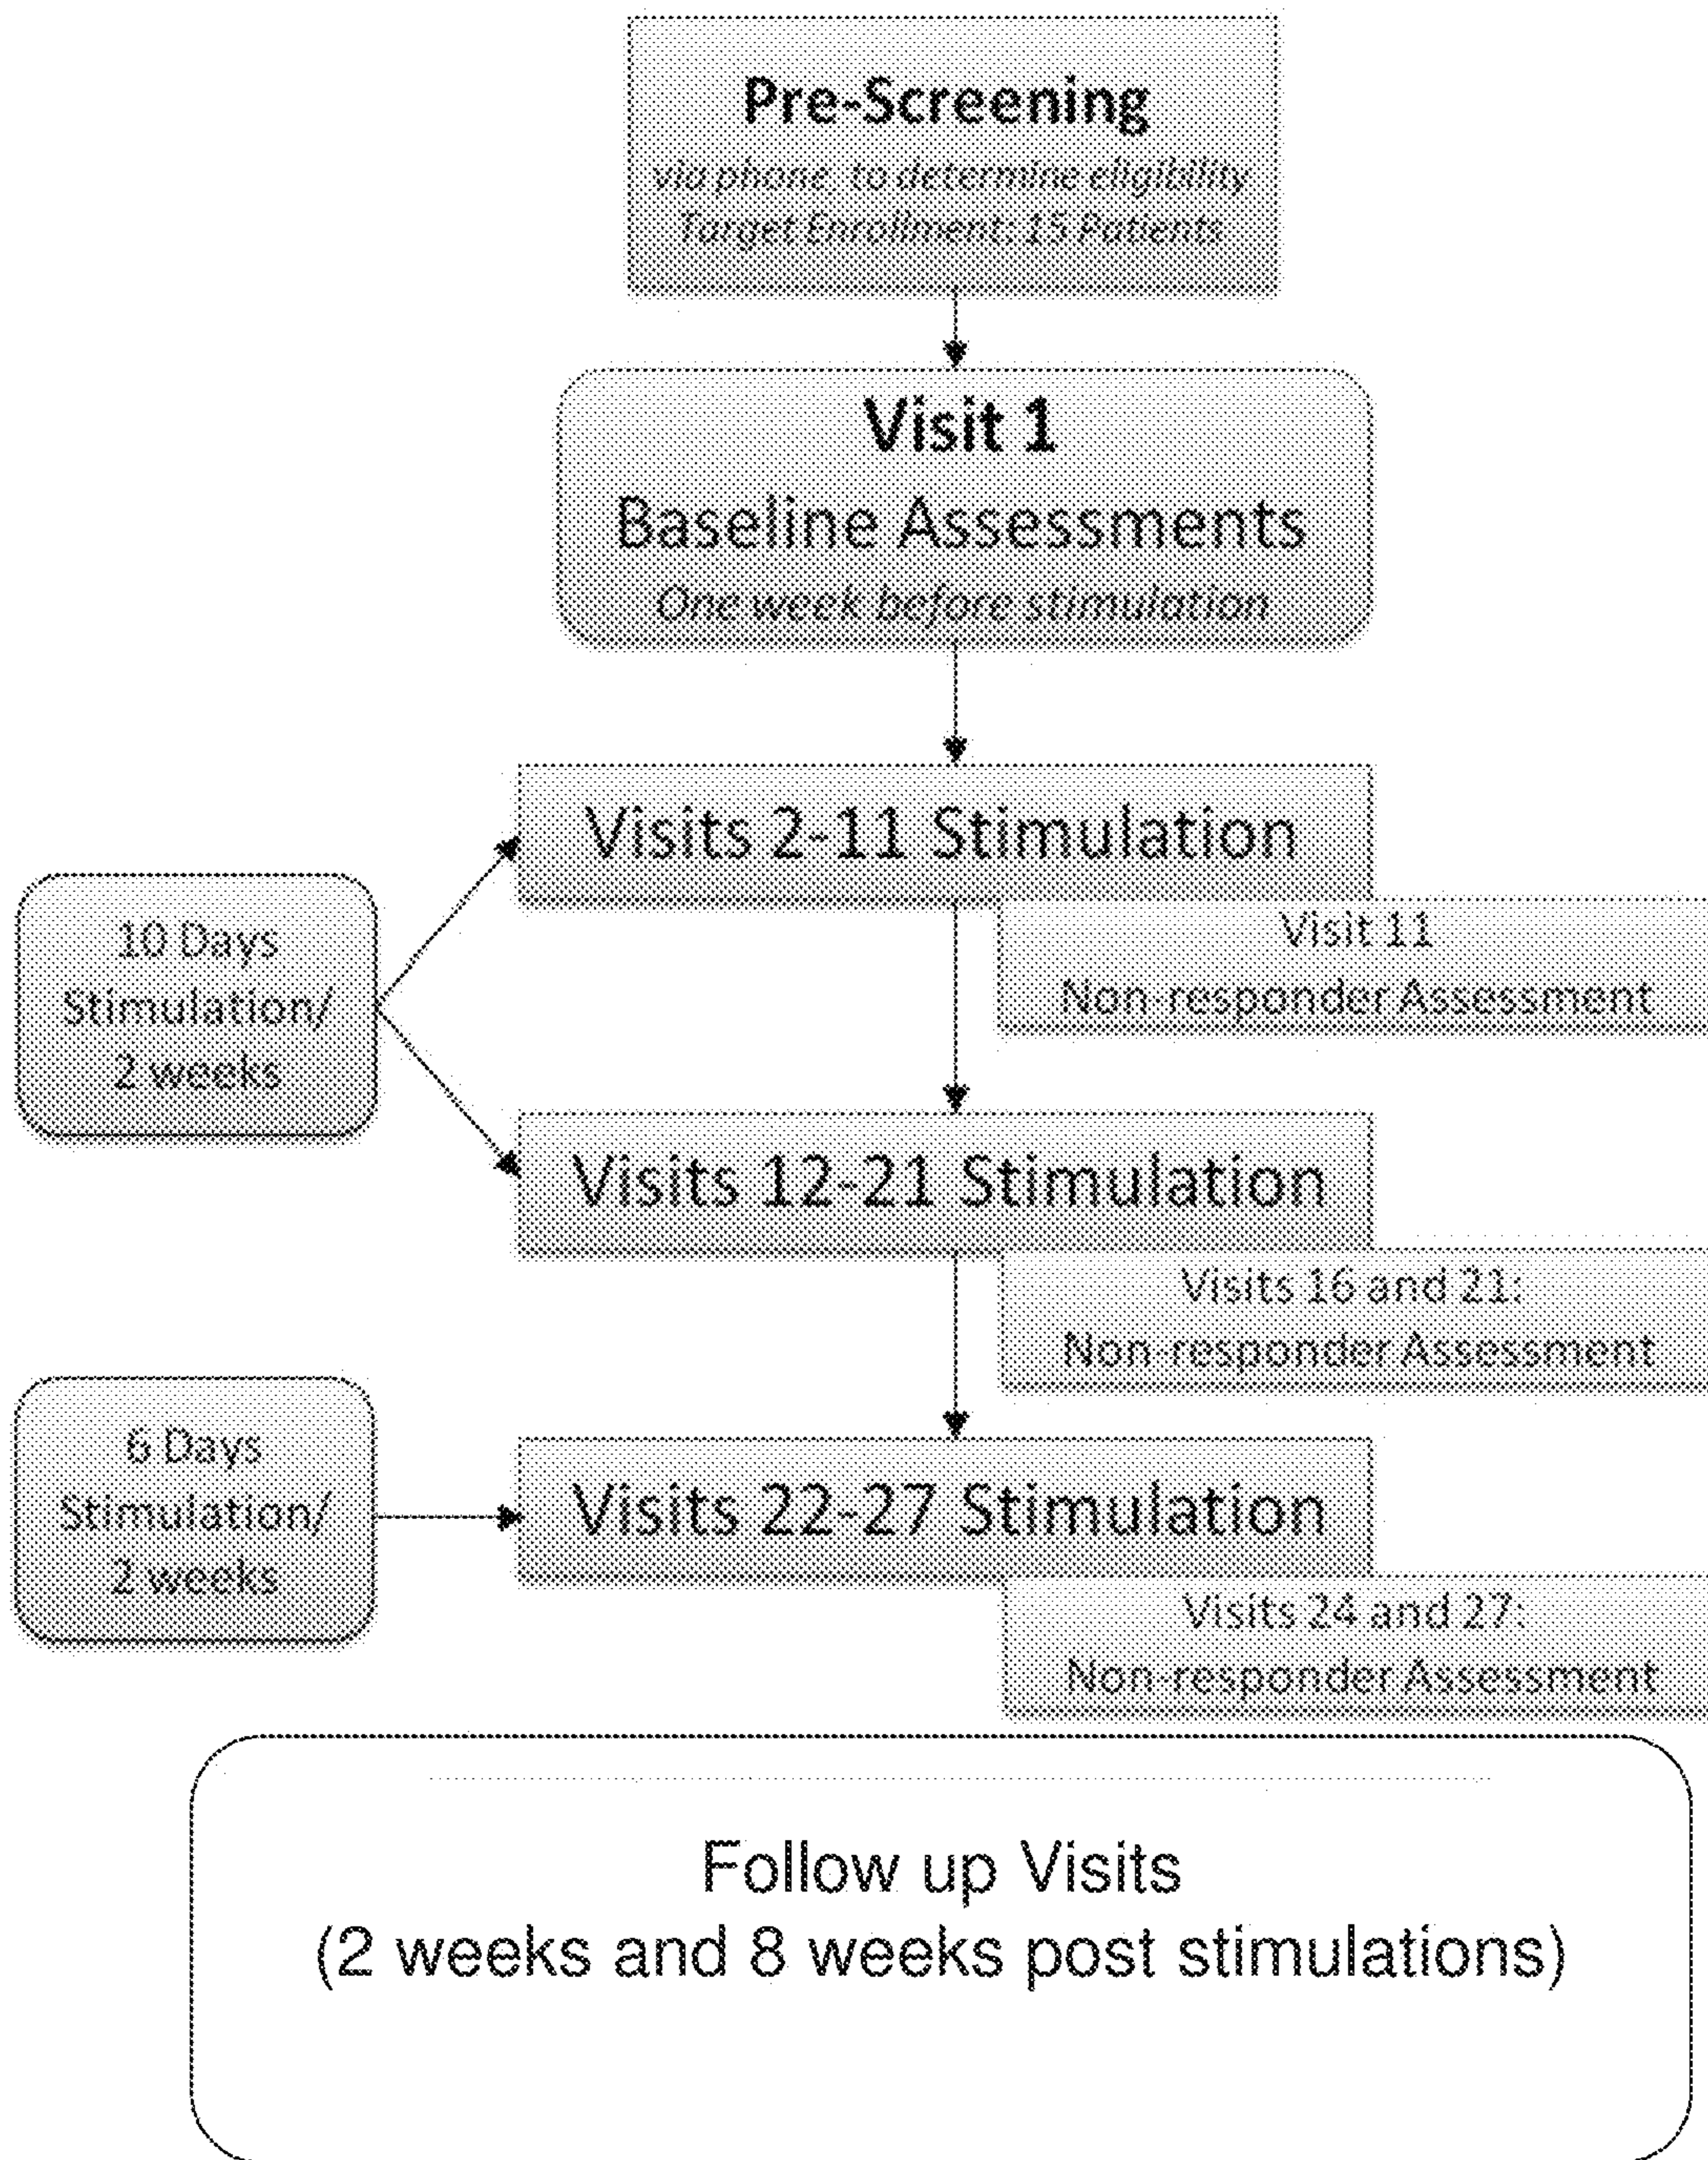 Pre-Screening
via phone to determine eligibility
Target Enrollment: 15 Patients
Visit 1
Baseline Assessments
One week before stimulation
Visits 2-11 Stimulation
10 Days
Stimulation/
2 weeks
Visit 11
Non-responder Assessment
Visits 12-21 Stimulation
Visits 16 and 21:
Non-responder Assessment
6 Days
Stimulation/
2 weeks
Visits 22-27 Stimulation
Visits 24 and 27:
Non-responder Assessment
Follow up Visits
(2 weeks and 8 weeks post stimulations)